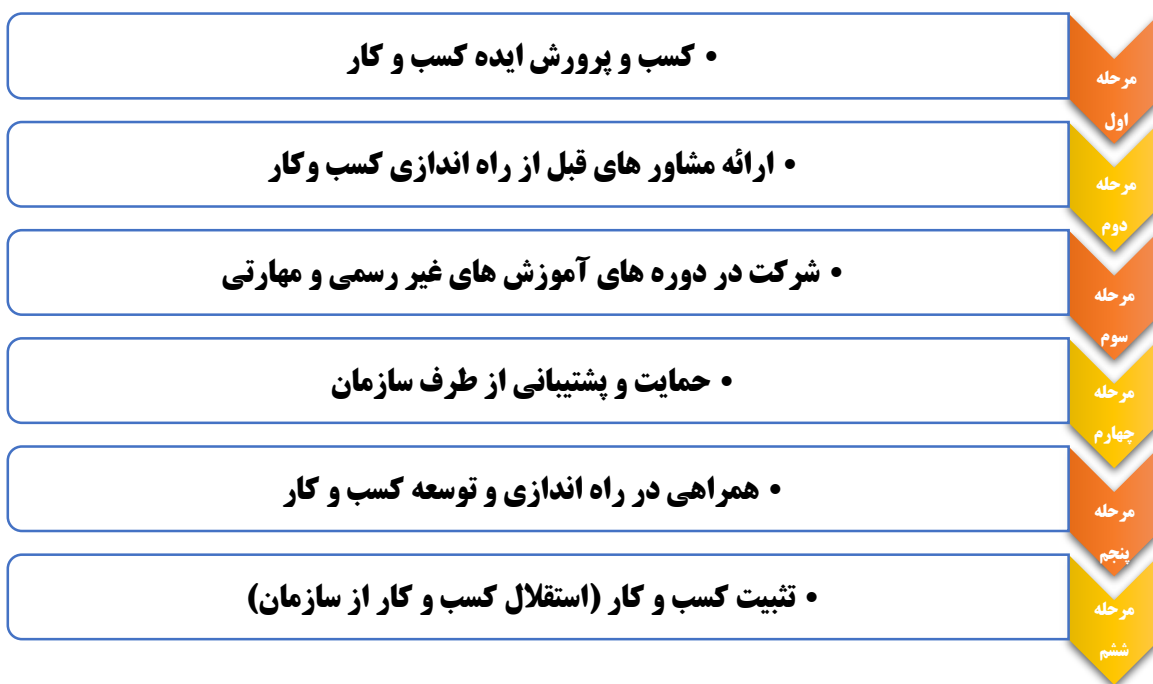 مرحله
اول
• کسب و پرورش ایده کسب و کار
مرحله
دوم
• ارائه مشاور های قبل از راه اندازی کسب وکار
مرحله
سوم
• شرکت در دوره های آموزش های غیر رسمی و مهارتی
مرحله
چهارم
• حمایت و پشتیبانی از طرف سازمان
مرحله
پنجم
• همراهی در راه اندازی و توسعه کسب و کار
مرحله
ششم
• تثبیت کسب و کار (استقلال کسب و کار از سازمان)